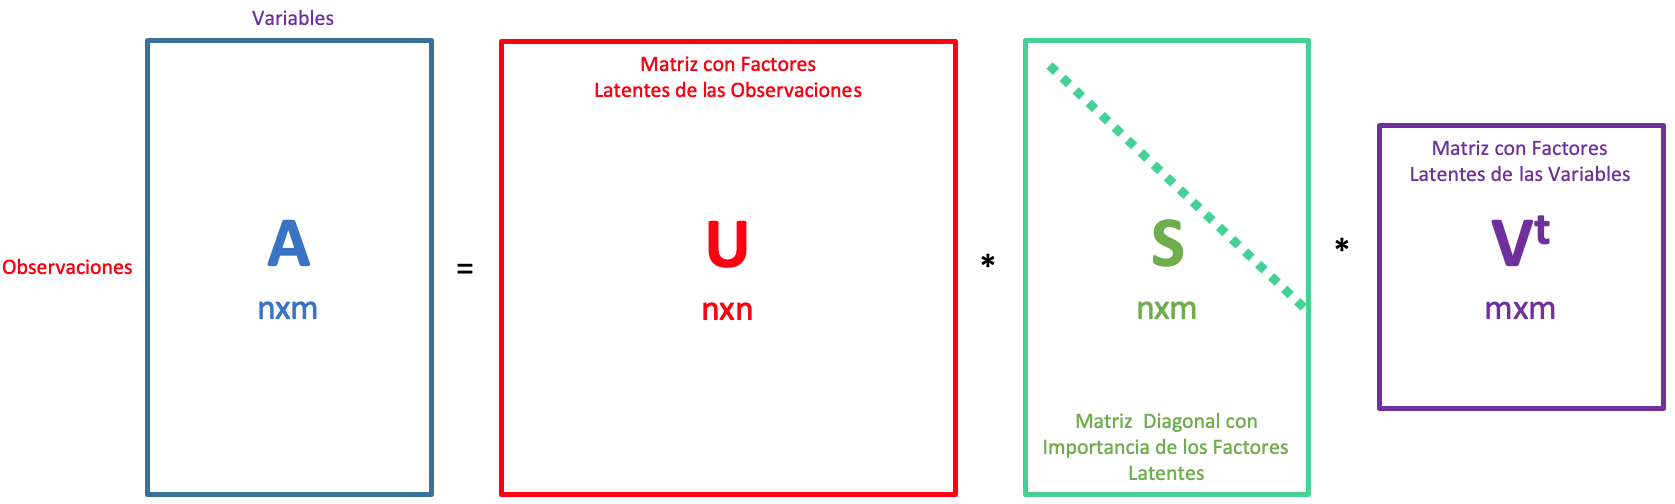 Variables
Observaciones
A
nxm
=
Matriz con Factores
Latentes de las Observaciones
U
nxn
*
S
nxm
Matriz Diagonal con
Importancia de los Factores
Latentes
*
Matriz con Factores
Latentes de las Variables
Vᵗ
mxm